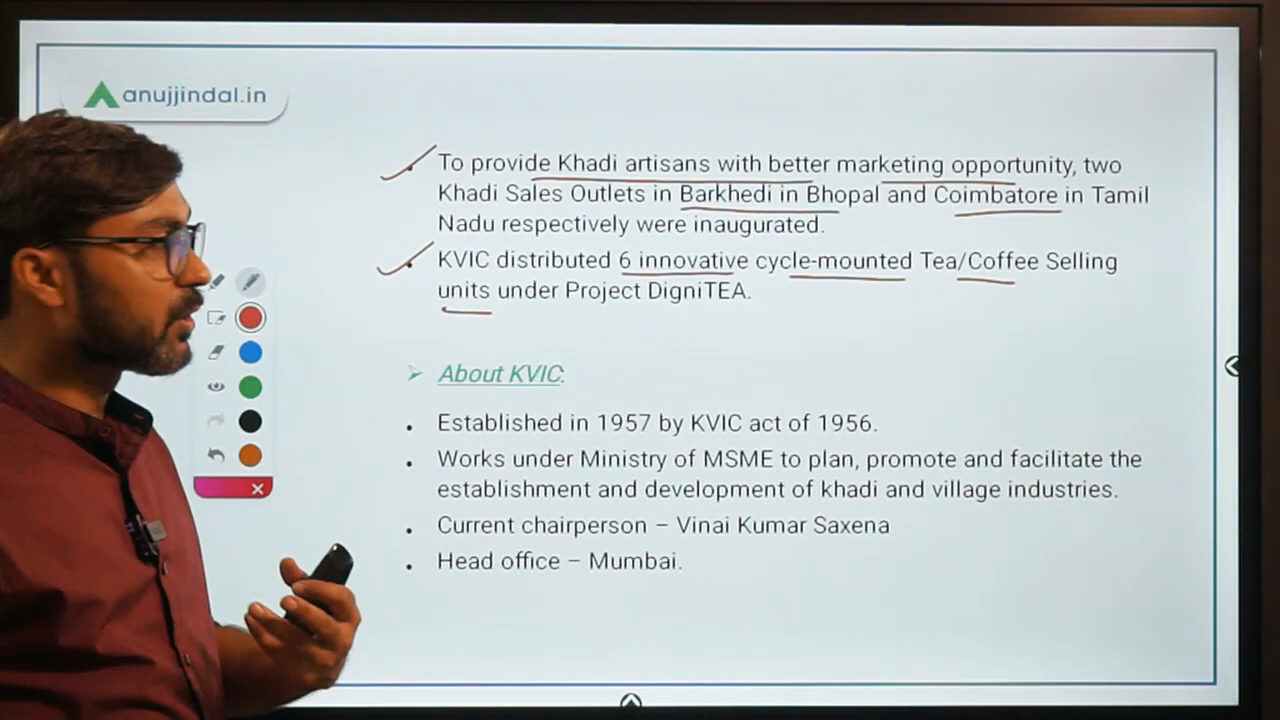 anujjindal.in
To provide Khadi artisans with better marketing opportunity, two
Khadi Sales Outlets in Barkhedi in Bhopal and Coimbatore in Tamil
Nadu respectively were inaugurated.
KVIC distributed 6 innovative cycle-mounted Tea/Coffee Selling
units under Project DigniTEA.
About KVIC:
Established in 1957 by KVIC act of 1956.
Works under Ministry of MSME to plan, promote and facilitate the
establishment and development of khadi and village industries.
Current chairperson – Vinai Kumar Saxena
Head office – Mumbai.